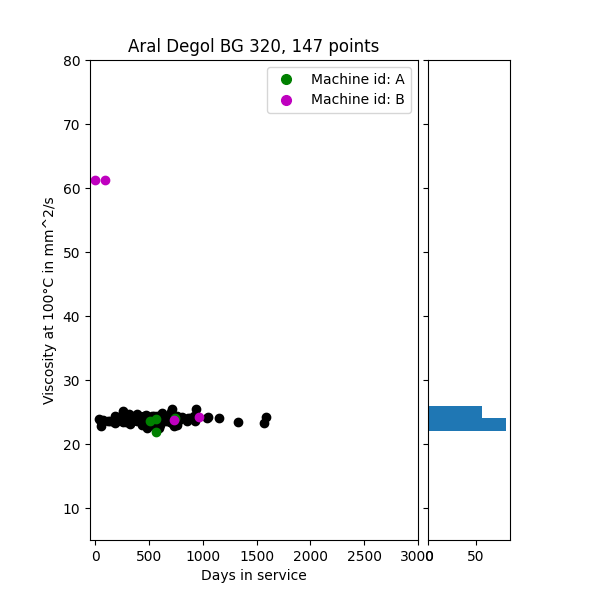 Aral Degol BG 320, 147 points
Machine id: A
Machine id: B
Viscosity at 100°C in mm^2/s
80
70
60
50
40
30
20
10
0 500 1000 1500 2000 2500 3000
0 50
Days in service